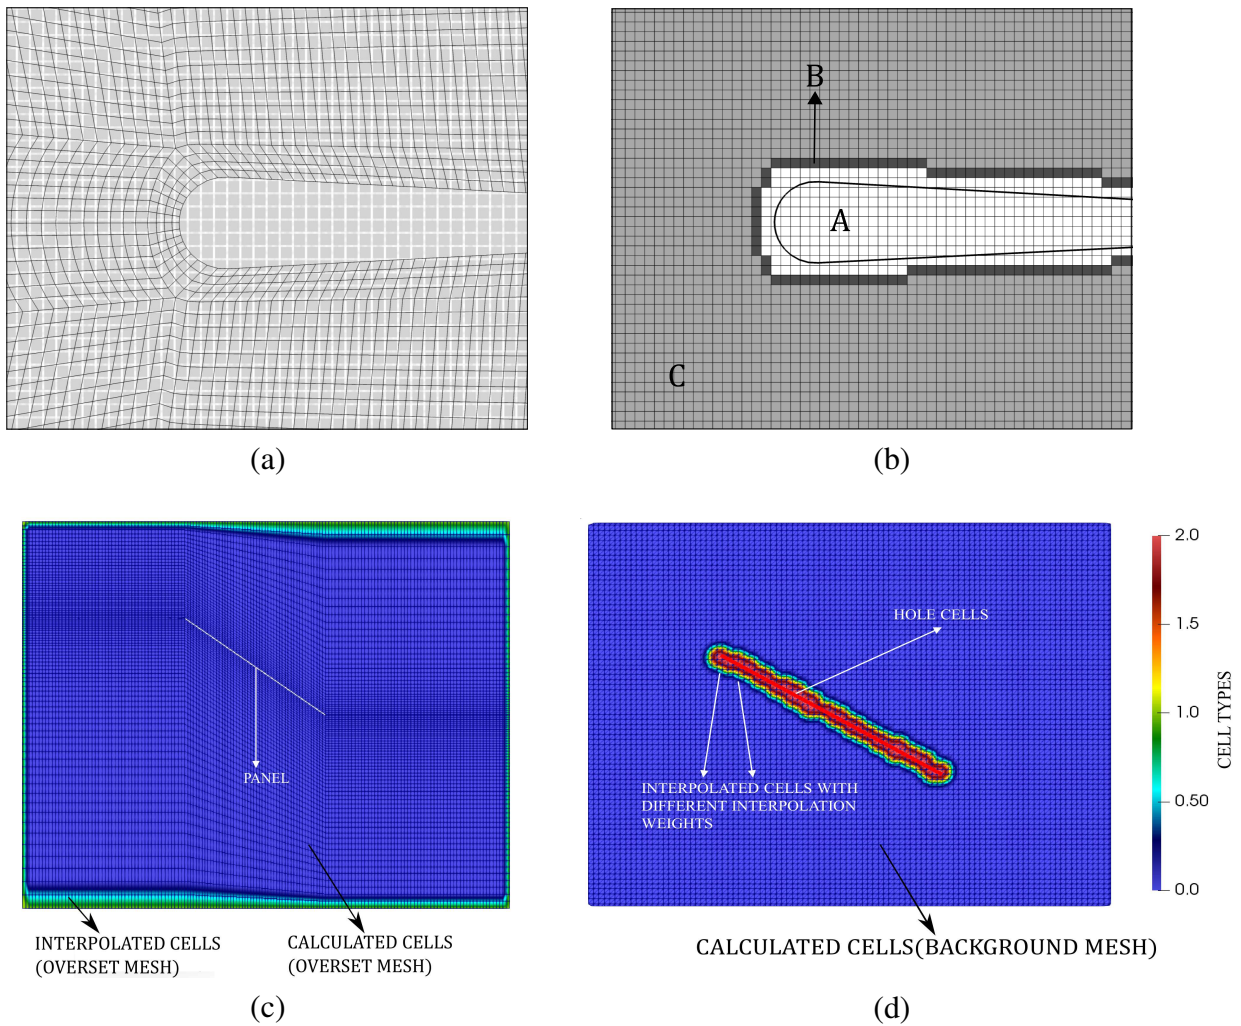 B
A
C
(a)
(b)
PANEL
INTERPOLATED CELLS
(OVERSET MESH)
CALCULATED CELLS
(OVERSET MESH)
(c)
HOLE CELLS
INTERPOLATED CELLS WITH
DIFFERENT INTERPOLATION
WEIGHTS
CALCULATED CELLS(BACKGROUND MESH)
2.0
1.5
1.0
0.50
0.0
CELL TYPES
(d)